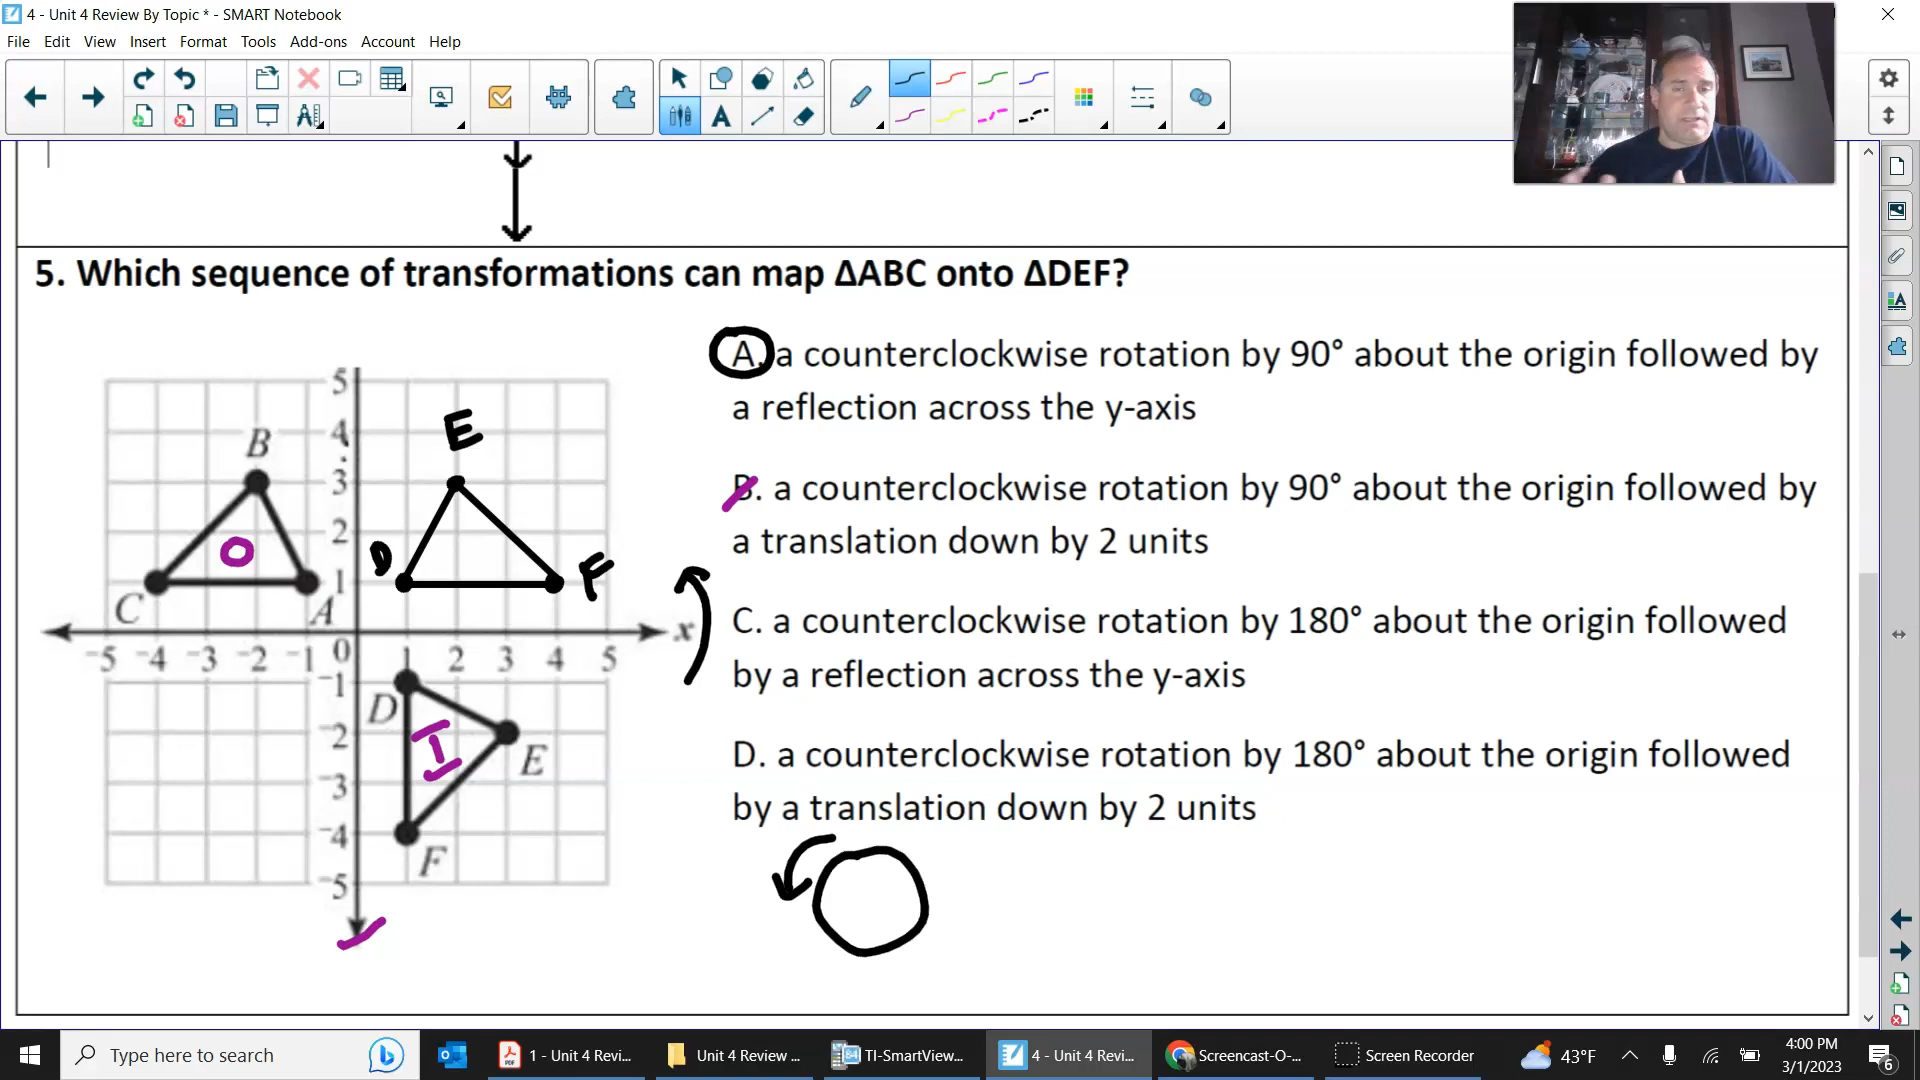 4 - Unit 4 Review By Topic * - SMART Notebook
File Edit View Insert Format Tools Add-ons Account Help
5. Which sequence of transformations can map ΔABC onto ΔDEF?
A. a counterclockwise rotation by 90° about the origin followed by
a reflection across the y-axis
B. a counterclockwise rotation by 90° about the origin followed by
a translation down by 2 units
C. a counterclockwise rotation by 180° about the origin followed
by a reflection across the y-axis
D. a counterclockwise rotation by 180° about the origin followed
by a translation down by 2 units
5
E
B 4
3
2
O
D F
C A 1
x
-5 -4 -3 -2 -1 0 1 2 3 4 5
-1
D
-2 I E
-3
-4
F
-5
Type here to search
1 - Unit 4 Revi...
Unit 4 Review ...
TI-SmartView...
4 - Unit 4 Revi...
Screencast-O-...
Screen Recorder
43°F
4:00 PM
3/1/2023
6